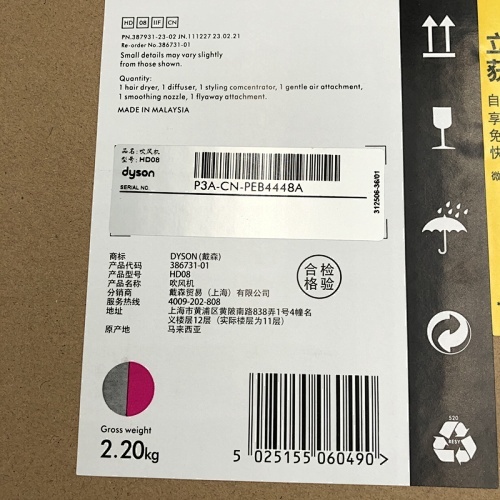 HD 08 IIF CN
PN.387931-23-02 JN.111227 23.02.21
Re-order No.386731-01
Small details may vary slightly
from those shown.
Quantity:
1 hair dryer, 1 diffuser, 1 styling comcentrator, 1 gentle air attachment,
1 smoothing nozzle, 1 flyaway attachment.
MADE IN MALAYSIA
品名: 吹风机
型号: HD08
dyson
SERIAL NO.
P3A-CN-PEB4448A
312506-36/01
商标 DYSON (戴森)
产品代码 386731-01
产品型号 HD08
产品名称 吹风机
分销商 戴森贸易（上海）有限公司
服务热线 4009-202-808
地址 上海市黄浦区黄陂南路838弄1号4幢名
义楼层12层（实际楼层为11层）
原产地 马来西亚
检验
合格
Gross weight
2.20kg
5 025155 060490 >
520
RESY
立
获
自
享
免
快
微